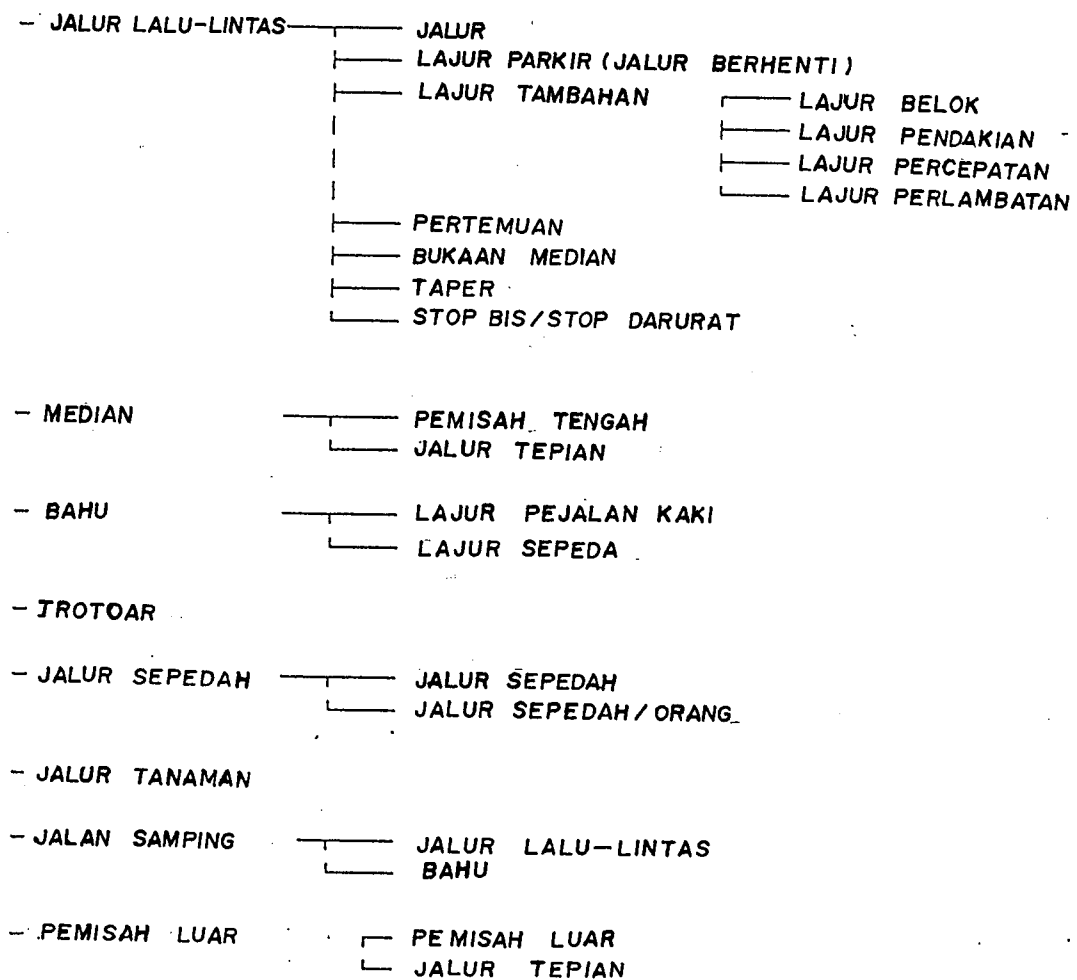 - JALUR LALU-LINTAS JALUR
LAJUR PARKIR (JALUR BERHENTI)
LAJUR TAMBAHAN LAJUR BELOK
LAJUR PENDAKIAN
LAJUR PERCEPATAN
LAJUR PERLAMBATAN
PERTEMUAN
BUKAAN MEDIAN
TAPER
STOP BIS/STOP DARURAT
- MEDIAN PEMISAH TENGAH
JALUR TEPIAN
- BAHU LAJUR PEJALAN KAKI
LAJUR SEPEDA
- TROTOAR
- JALUR SEPEDAH JALUR SEPEDAH
JALUR SEPEDAH/ORANG
- JALUR TANAMAN
- JALAN SAMPING JALUR LALU-LINTAS
BAHU
- PEMISAH LUAR PEMISAH LUAR
JALUR TEPIAN